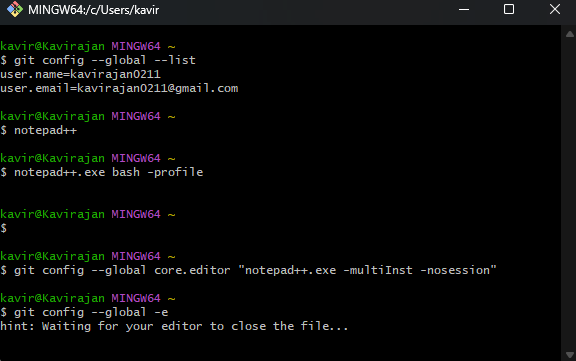 MINGW64:/c/Users/kavir
kavir@Kavirajan MINGW64 ~
$ git config --global --list
user.name=kavirajan0211
user.email=kavirajan0211@gmail.com
kavir@Kavirajan MINGW64 ~
$ notepad++
kavir@Kavirajan MINGW64 ~
$ notepad++.exe bash -profile
kavir@Kavirajan MINGW64 ~
$
kavir@Kavirajan MINGW64 ~
$ git config --global core.editor "notepad++.exe -multiInst -nosession"
kavir@Kavirajan MINGW64 ~
$ git config --global -e
hint: Waiting for your editor to close the file...